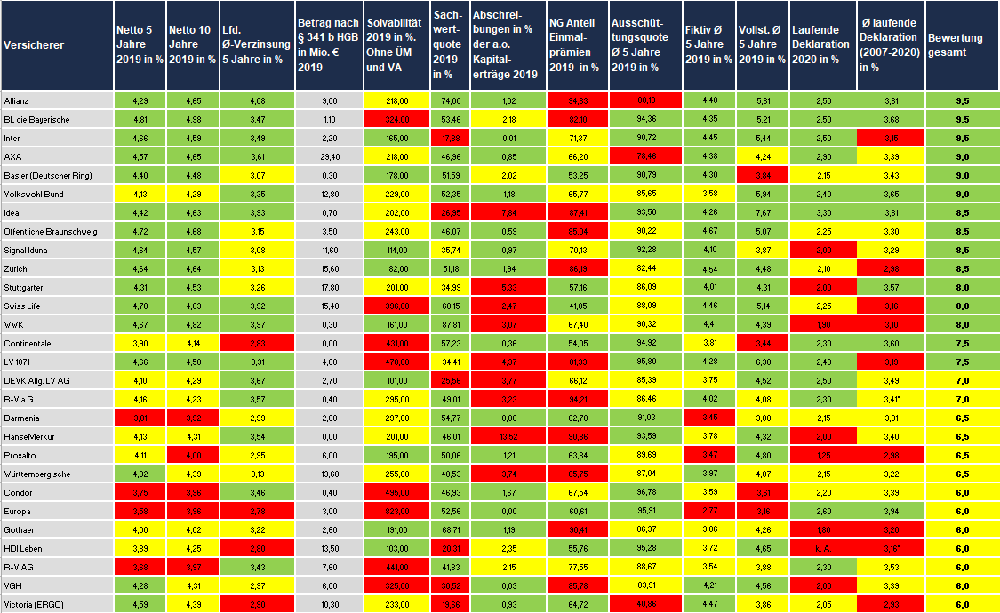 Versicherer Netto 5 Jahre 2019 in % Netto 10 Jahre 2019 in % Lfd. Ø-Verzinsung 5 Jahre in % Betrag nach § 341 b HGB in Mio. € 2019 Solvabilität 2019 in %. Ohne ÜM und VA Sach-wert-quote 2019 in % Abschrei-bungen in % der a.o. Kapital-erträge 2019 NG Anteil Einmal-prämien 2019 in % Ausschüt-tungsquote Ø 5 Jahre 2019 in % Fiktiv Ø 5 Jahre 2019 in % Vollst. Ø 5 Jahre 2019 in % Laufende Deklaration 2020 in % Ø laufende Deklaration (2007-2020) in % Bewertung gesamt
Allianz 4,29 4,65 4,08 9,00 218,00 74,00 1,02 94,83 80,19 4,40 5,61 2,50 3,61 9,5
BL die Bayerische 4,81 4,98 3,47 1,10 324,00 53,46 2,18 82,10 94,36 4,35 5,21 2,50 3,68 9,5
Inter 4,66 4,59 3,49 2,20 165,00 17,83 0,01 71,37 90,72 4,45 5,44 2,50 3,15 9,5
AXA 4,57 4,65 3,61 29,40 218,00 46,96 0,85 66,20 78,46 4,38 4,24 2,90 3,39 9,0
Basler (Deutscher Ring) 4,40 4,48 3,07 0,30 178,00 51,59 2,02 53,25 90,79 4,30 3,84 2,15 3,43 9,0
Volkswohl Bund 4,13 4,29 3,35 12,80 229,00 52,35 1,18 65,77 85,65 3,58 5,94 2,40 3,65 9,0
Ideal 4,42 4,63 3,93 0,70 202,00 26,95 7,84 97,41 93,50 4,26 7,67 3,30 3,81 8,5
Öffentliche Braunschweig 4,72 4,68 3,15 3,50 243,00 46,07 0,59 85,04 90,22 4,67 5,07 2,25 3,30 8,5
Signal Iduna 4,64 4,57 3,08 11,60 114,00 35,74 0,97 70,13 92,28 4,10 3,87 2,00 3,29 8,5
Zurich 4,64 4,64 3,13 15,60 182,00 51,18 1,94 86,19 82,44 4,54 4,48 2,10 2,98 8,5
Stuttgarter 4,31 4,53 3,26 17,80 201,00 34,99 5,33 57,16 86,09 4,01 4,31 2,00 3,57 8,0
Swiss Life 4,78 4,83 3,92 15,40 396,00 60,15 2,47 41,85 88,09 4,46 5,14 2,25 3,16 8,0
WWK 4,67 4,82 3,97 0,30 161,00 87,81 3,07 67,40 90,32 4,41 4,39 1,90 3,10 8,0
Continentale 3,90 4,14 2,83 0,00 431,00 57,23 0,36 54,05 94,92 3,81 3,44 2,30 3,60 7,5
LV 1871 4,66 4,50 3,31 4,00 470,00 34,41 4,37 81,33 95,80 4,28 6,38 2,40 3,19 7,5
DEVK Allg. LV AG 4,10 4,29 3,67 2,70 101,00 25,56 3,77 66,12 85,39 3,75 4,52 2,50 3,49 7,0
R+V a.G. 4,16 4,23 3,57 0,40 295,00 49,01 3,23 94,21 86,46 4,02 4,08 2,30 3,41* 7,0
Barmenia 3,81 3,92 2,99 2,00 297,00 54,77 0,00 62,70 91,03 3,45 3,88 2,15 3,31 6,5
HanseMerkur 4,13 4,31 3,54 0,00 201,00 46,01 13,52 90,66 93,59 3,78 4,32 2,00 3,40 6,5
Proxalto 4,11 4,00 2,95 6,00 195,00 50,06 1,21 63,84 89,69 3,47 4,80 1,25 2,98 6,5
Württembergische 4,32 4,39 3,13 13,60 255,00 40,53 3,74 85,75 87,04 3,97 4,07 2,15 3,22 6,5
Condor 3,75 3,96 3,46 0,40 495,00 46,93 1,67 67,54 96,78 3,59 3,61 2,20 3,39 6,0
Europa 3,58 3,96 2,78 3,00 823,00 52,56 0,00 60,61 95,91 2,77 3,16 2,60 3,94 6,0
Gothaer 4,00 4,02 3,22 2,60 191,00 68,71 1,19 90,41 86,37 3,86 4,26 1,80 3,20 6,0
HDI Leben 3,89 4,25 2,80 13,50 103,00 29,31 2,35 55,76 95,28 3,72 4,65 k. A. 3,16* 6,0
R+V AG 3,69 3,97 3,43 7,60 441,00 41,83 2,15 77,55 88,67 3,54 3,88 2,30 3,53 6,0
VGH 4,28 4,31 2,97 6,00 325,00 30,52 0,03 85,78 83,91 4,21 4,56 2,00 3,39 6,0
Victoria (ERGO) 4,59 4,39 2,90 10,30 233,00 19,66 0,93 64,72 40,86 4,47 3,86 2,05 2,93 6,0